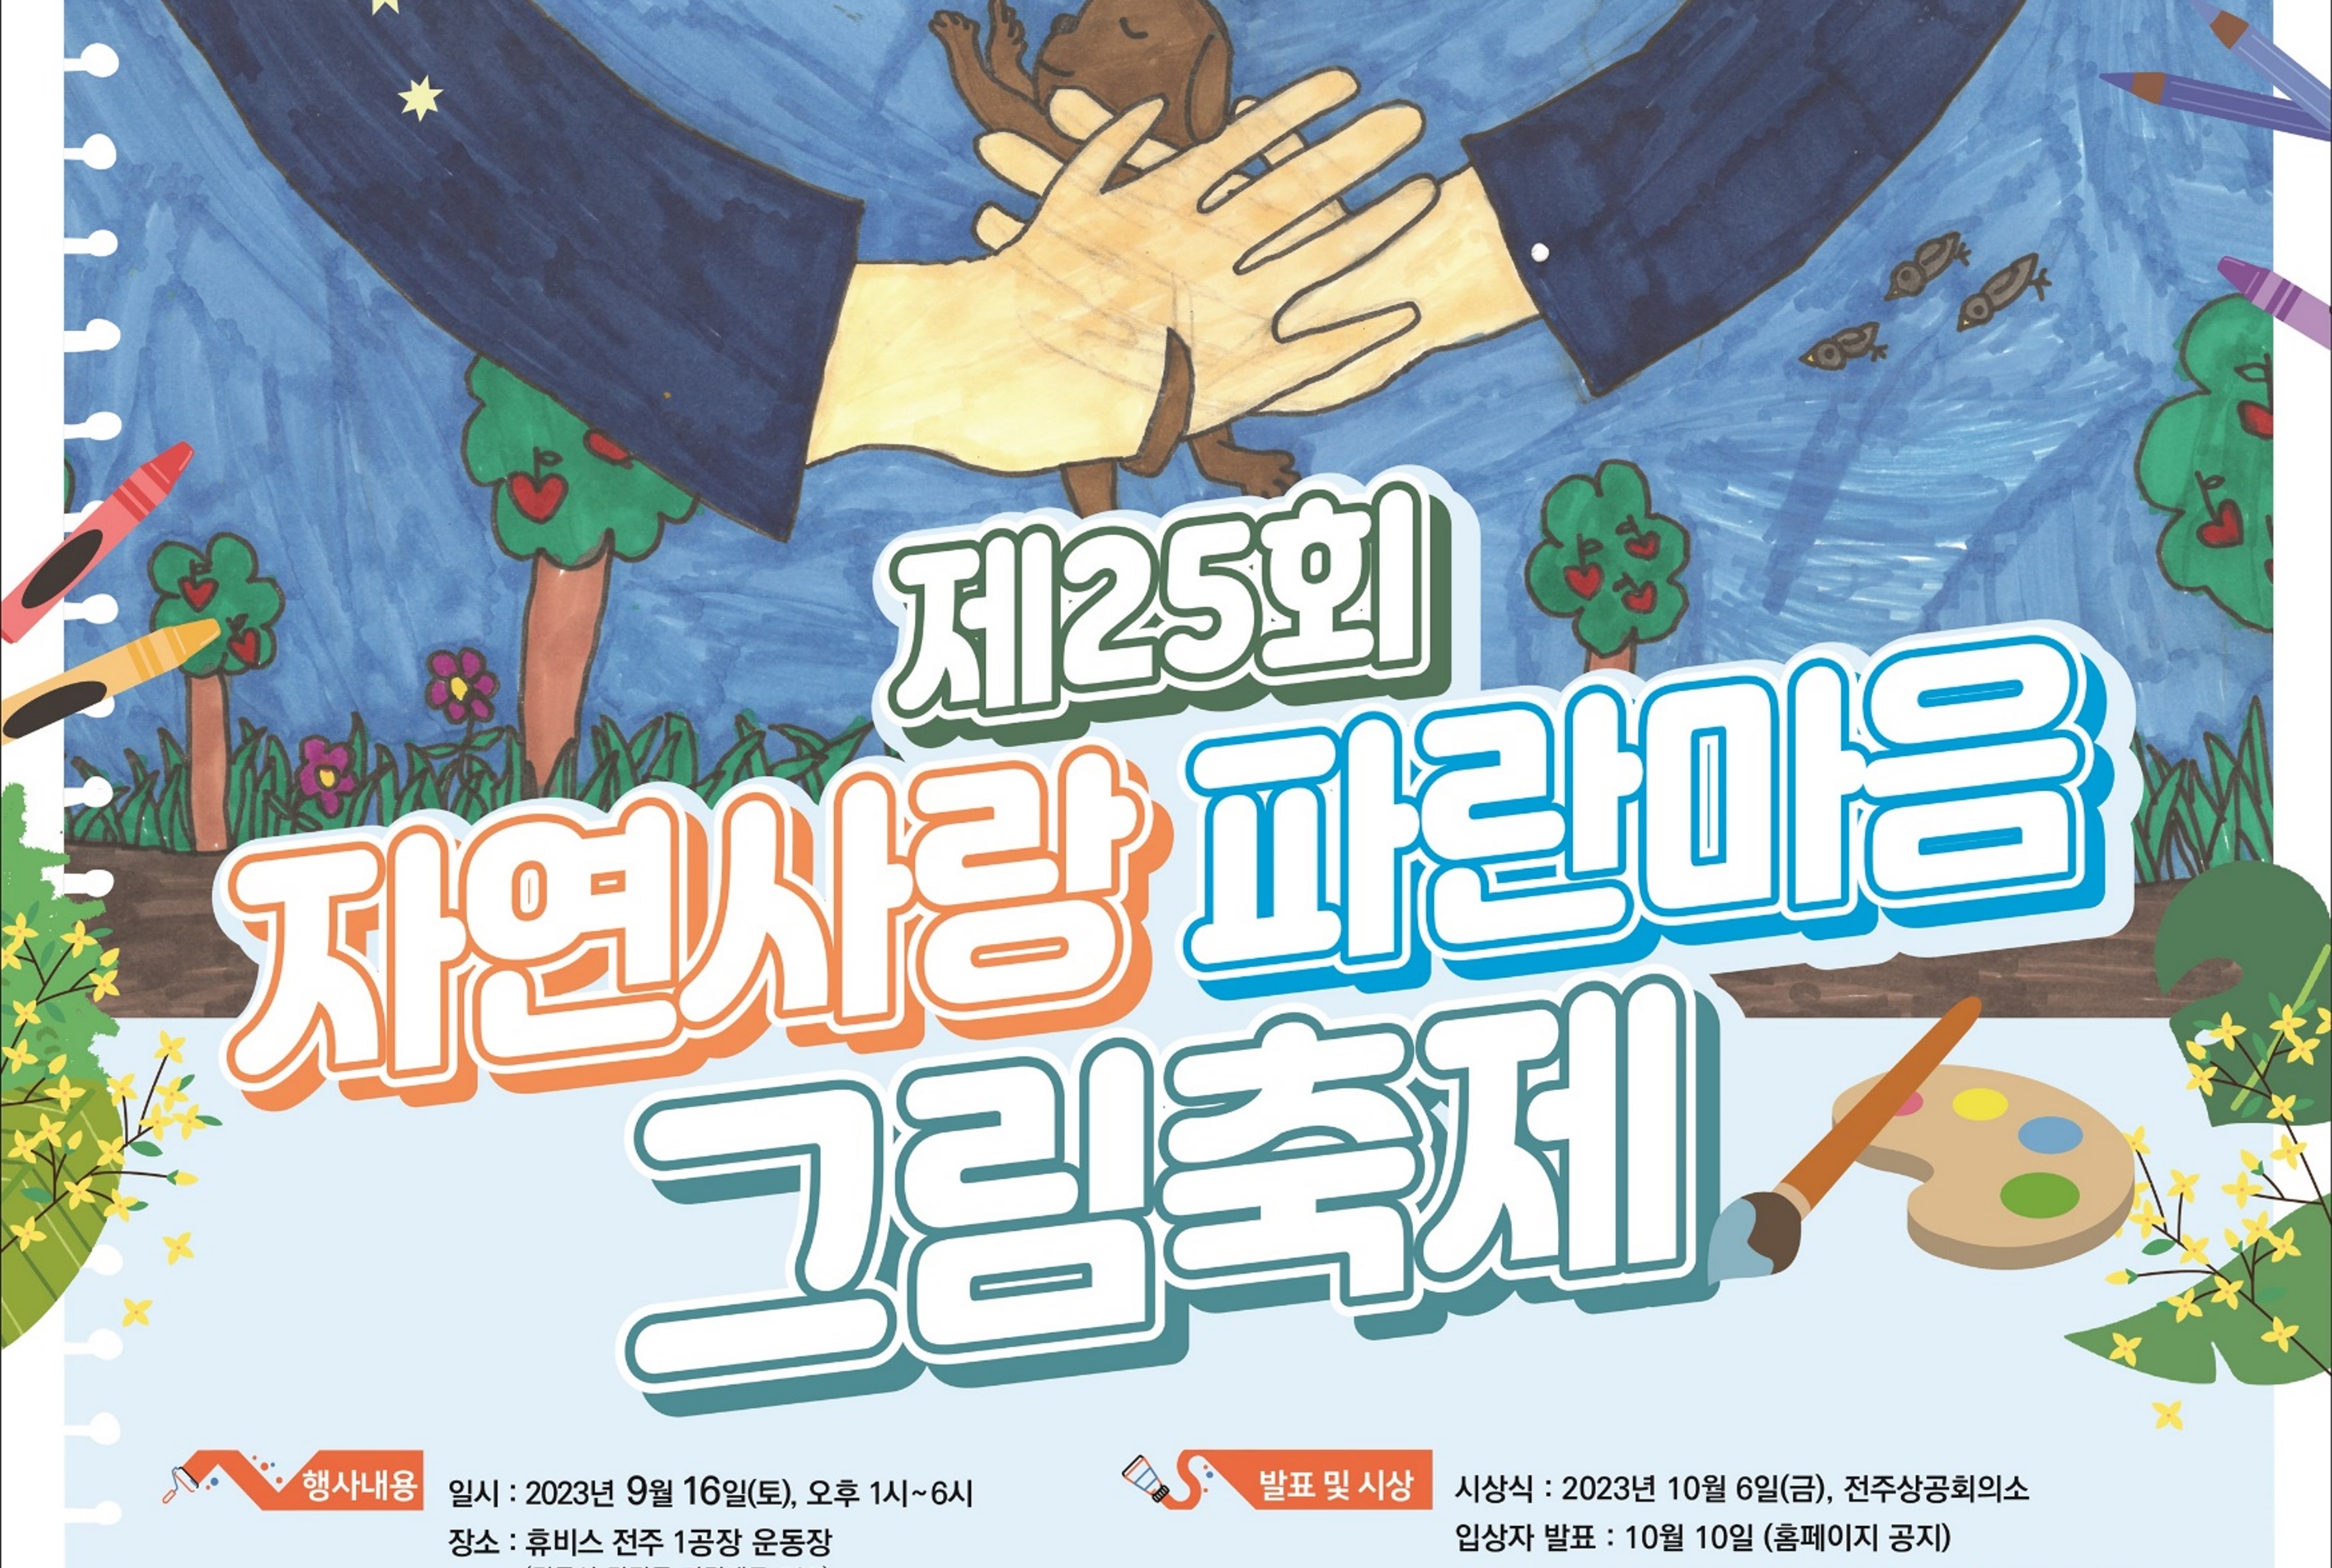 제25회
자연사랑 파란마음
그림축제
행사내용
일시 : 2023년 9월 16일(토), 오후 1시~6시
장소 : 휴비스 전주 1공장 운동장
발표 및 시상
시상식 : 2023년 10월 6일(금), 전주상공회의소
입상자 발표 : 10월 10일 (홈페이지 공지)